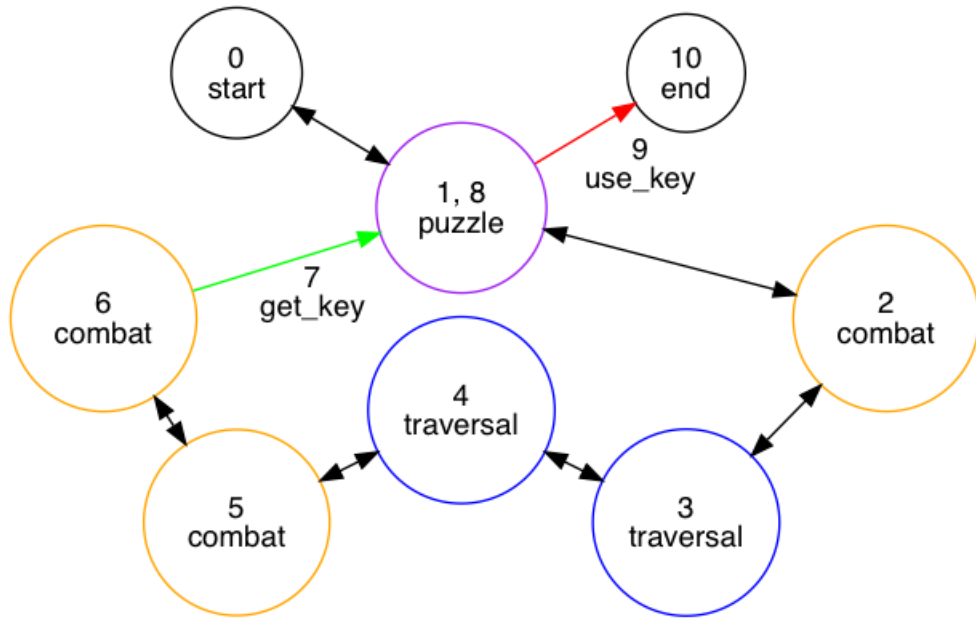 0
start
10
end
1, 8
puzzle
9
use_key
7
get_key
6
combat
2
combat
4
traversal
5
combat
3
traversal